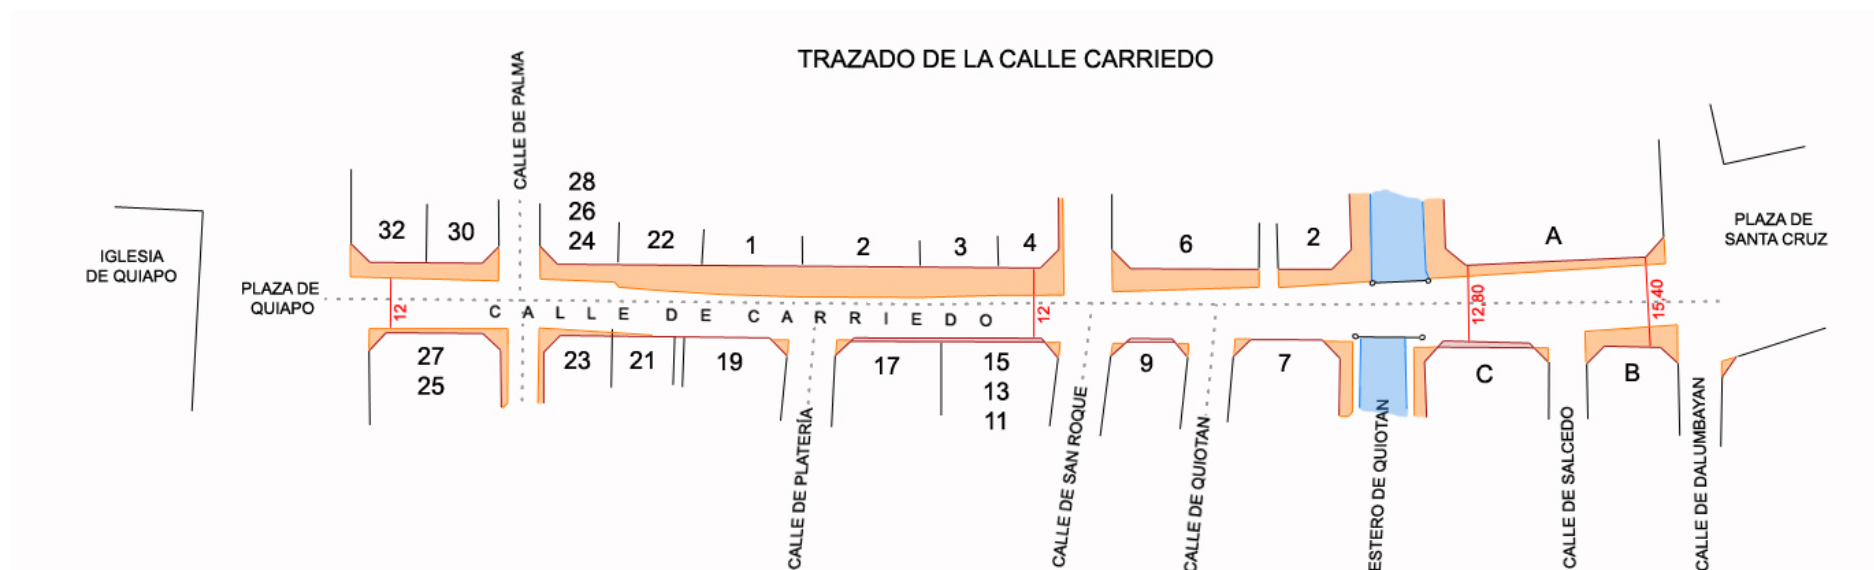 TRAZADO DE LA CALLE CARRIEDO
CALLE DE PALMA
28
26
24
32
30
22
1
2
3
4
6
2
A
PLAZA DE
SANTA CRUZ
IGLESIA
DE QUIAPO
PLAZA DE
QUIAPO
12
CALLE DE CARRIEDO
12
12,80
15,40
27
25
23
21
19
17
15
13
11
9
7
C
B
CALLE DE PLATERÍA
CALLE DE SAN ROQUE
CALLE DE QUIOTAN
ESTERO DE QUIOTAN
CALLE DE SALCEDO
CALLE DE DALUMBAYAN